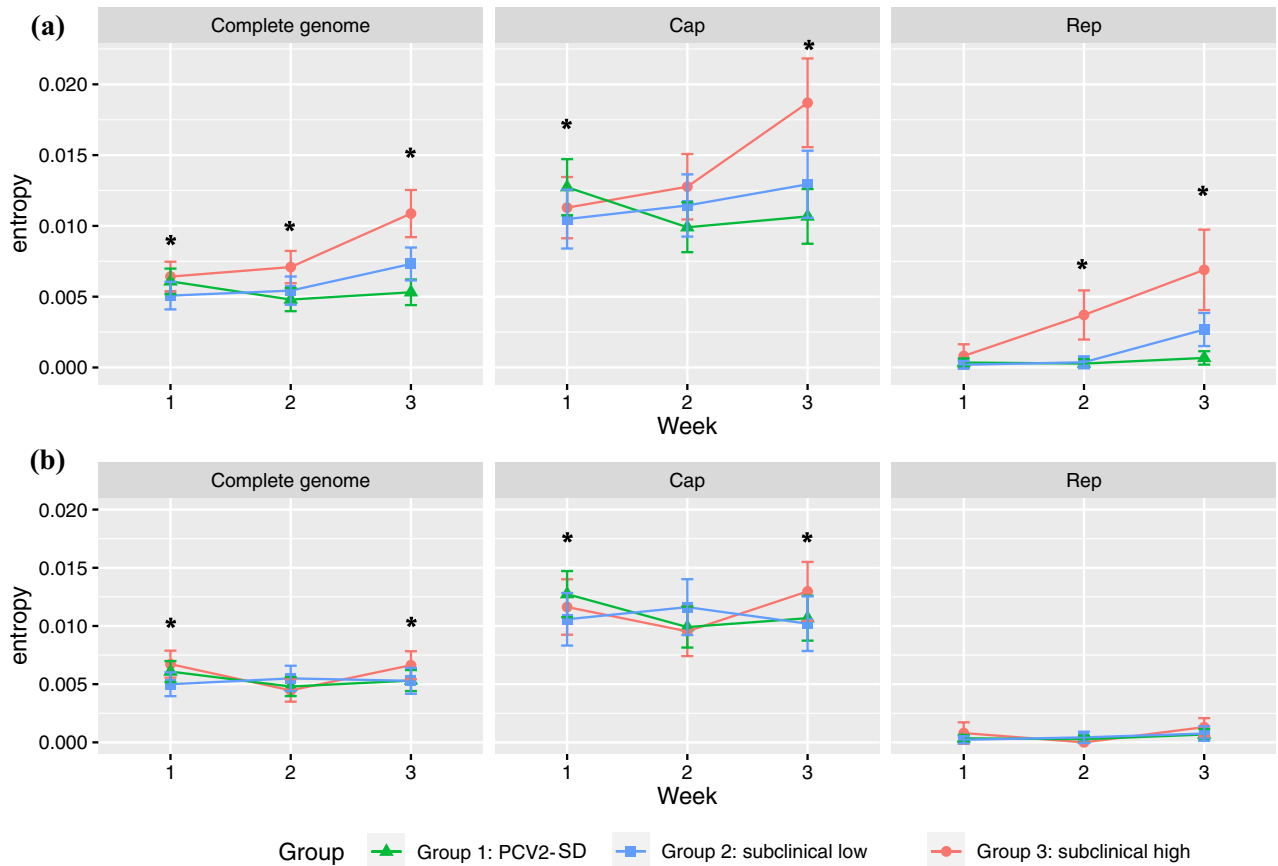 (a)
Complete genome Cap Rep
* * * * * * *
0.020
0.015
0.010
0.005
0.000
entropy
1 2 3 1 2 3 1 2 3
Week
(b)
Complete genome Cap Rep
* * * *
0.020
0.015
0.010
0.005
0.000
entropy
1 2 3 1 2 3 1 2 3
Week
Group Group 1: PCV2-SD Group 2: subclinical low Group 3: subclinical high